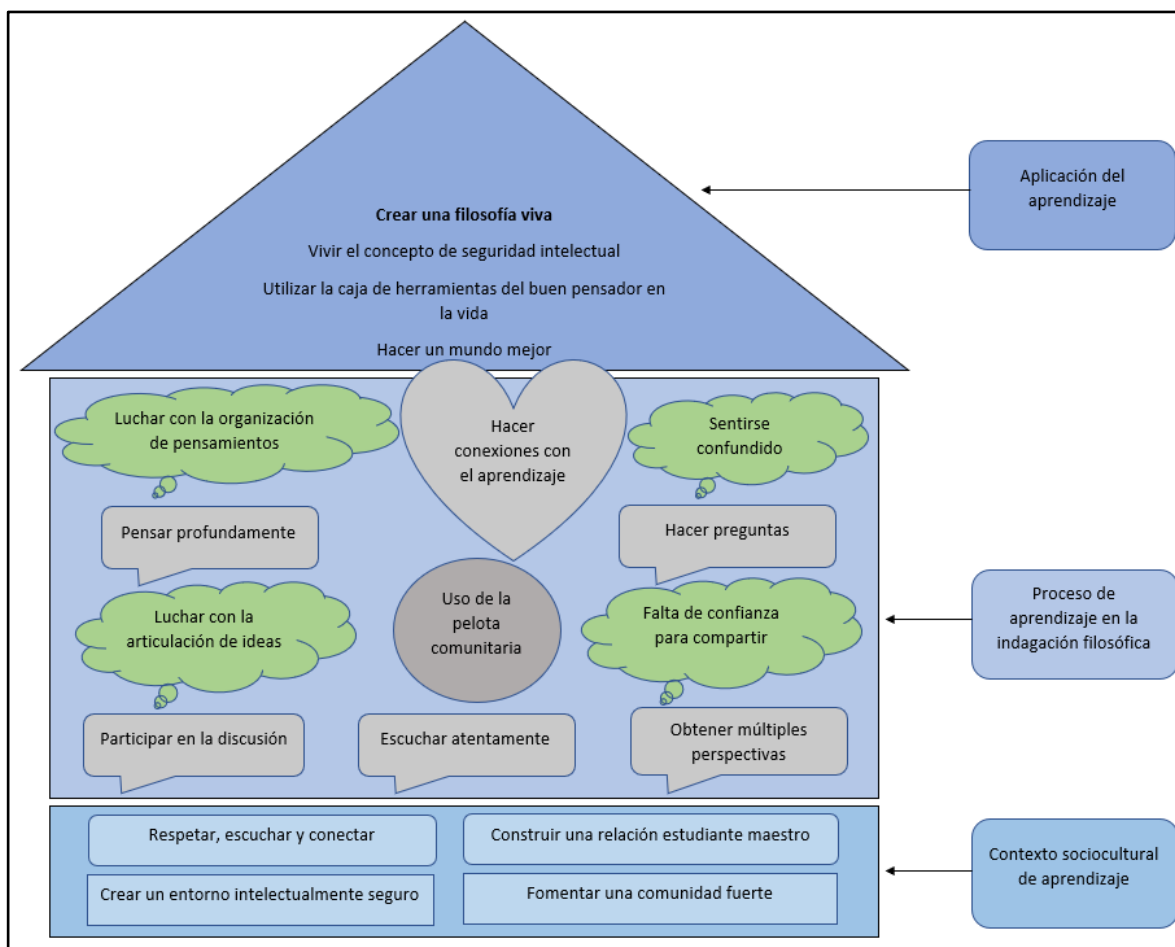 Crear una filosofía viva
Vivir el concepto de seguridad intelectual
Utilizar la caja de herramientas del buen pensador en
la vida
Hacer un mundo mejor
Aplicación del
aprendizaje
Luchar con la organización
de pensamientos
Hacer
conexiones con
el aprendizaje
Sentirse
confundido
Pensar profundamente
Hacer preguntas
Luchar con la
articulación de ideas
Uso de la
pelota
comunitaria
Falta de confianza
para compartir
Proceso de
aprendizaje en la
indagación filosófica
Participar en la discusión
Escuchar atentamente
Obtener múltiples
perspectivas
Respetar, escuchar y conectar
Construir una relación estudiante maestro
Crear un entorno intelectualmente seguro
Fomentar una comunidad fuerte
Contexto sociocultural
de aprendizaje